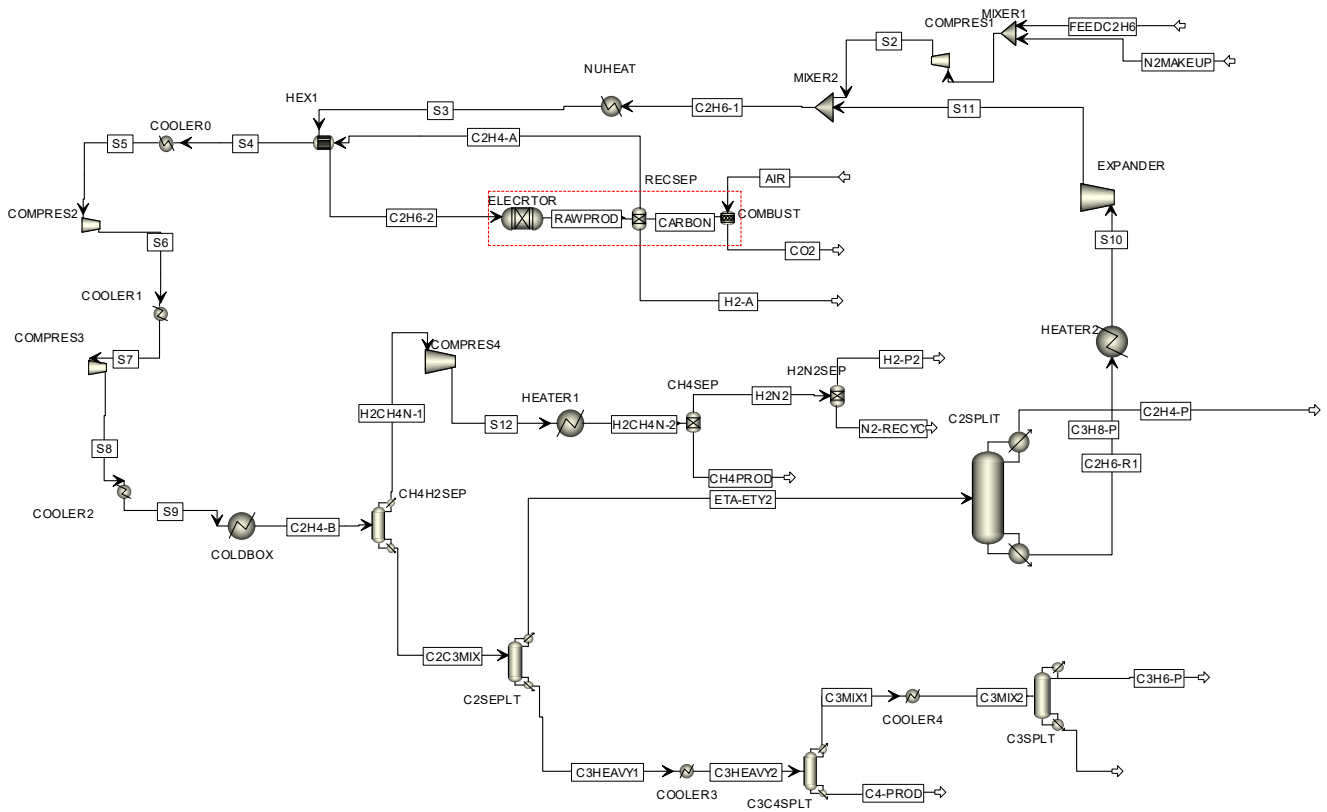 MIXER1
COMPRES1
FEEDC2H6
S2
N2MAKEUP
NUHEAT
MIXER2
HEX1
S3
C2H6-1
S11
COOLER0
C2H4-A
S5
S4
EXPANDER
RECSEP
AIR
ELECRTOR
COMPRES2
C2H6-2
RAWPROD
CARBON
COMBUST
S6
S10
CO2
COOLER1
H2-A
HEATER2
COMPRES3
COMPRES4
S7
H2-P2
H2N2SEP
CH4SEP
HEATER1
H2N2
C2H4-P
H2CH4N-1
C2SPLIT
S12
H2CH4N-2
N2-RECYC
C3H8-P
S8
C2H6-R1
CH4PROD
CH4H2SEP
ETA-ETY2
COOLER2
S9
C2H4-B
COLDBOX
C2C3MIX
C3H6-P
C2SEPLT
C3MIX1
C3MIX2
COOLER4
C3SPLT
C3HEAVY1
C3HEAVY2
COOLER3
C4-PROD
C3C4SPLT